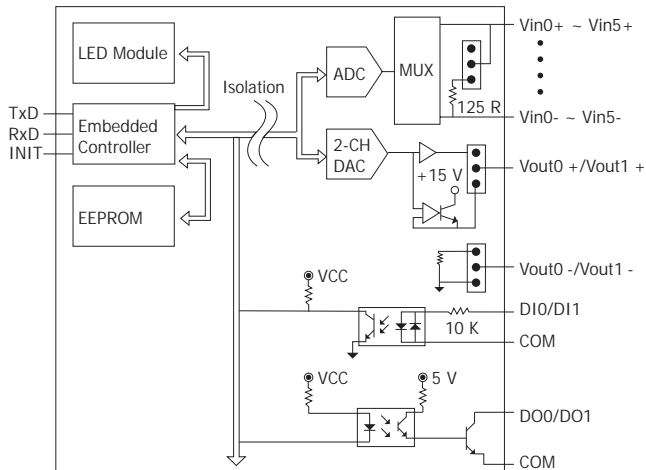 LED Module
TxD
RxD
INIT
Embedded
Controller
EEPROM
Isolation
ADC
MUX
2-CH
DAC
125 R
+15 V
Vin0+ ~ Vin5+
Vin0- ~ Vin5-
Vout0 +/Vout1 +
Vout0 -/Vout1 -
VCC
10 K
DI0/DI1
COM
VCC
5 V
DO0/DO1
COM